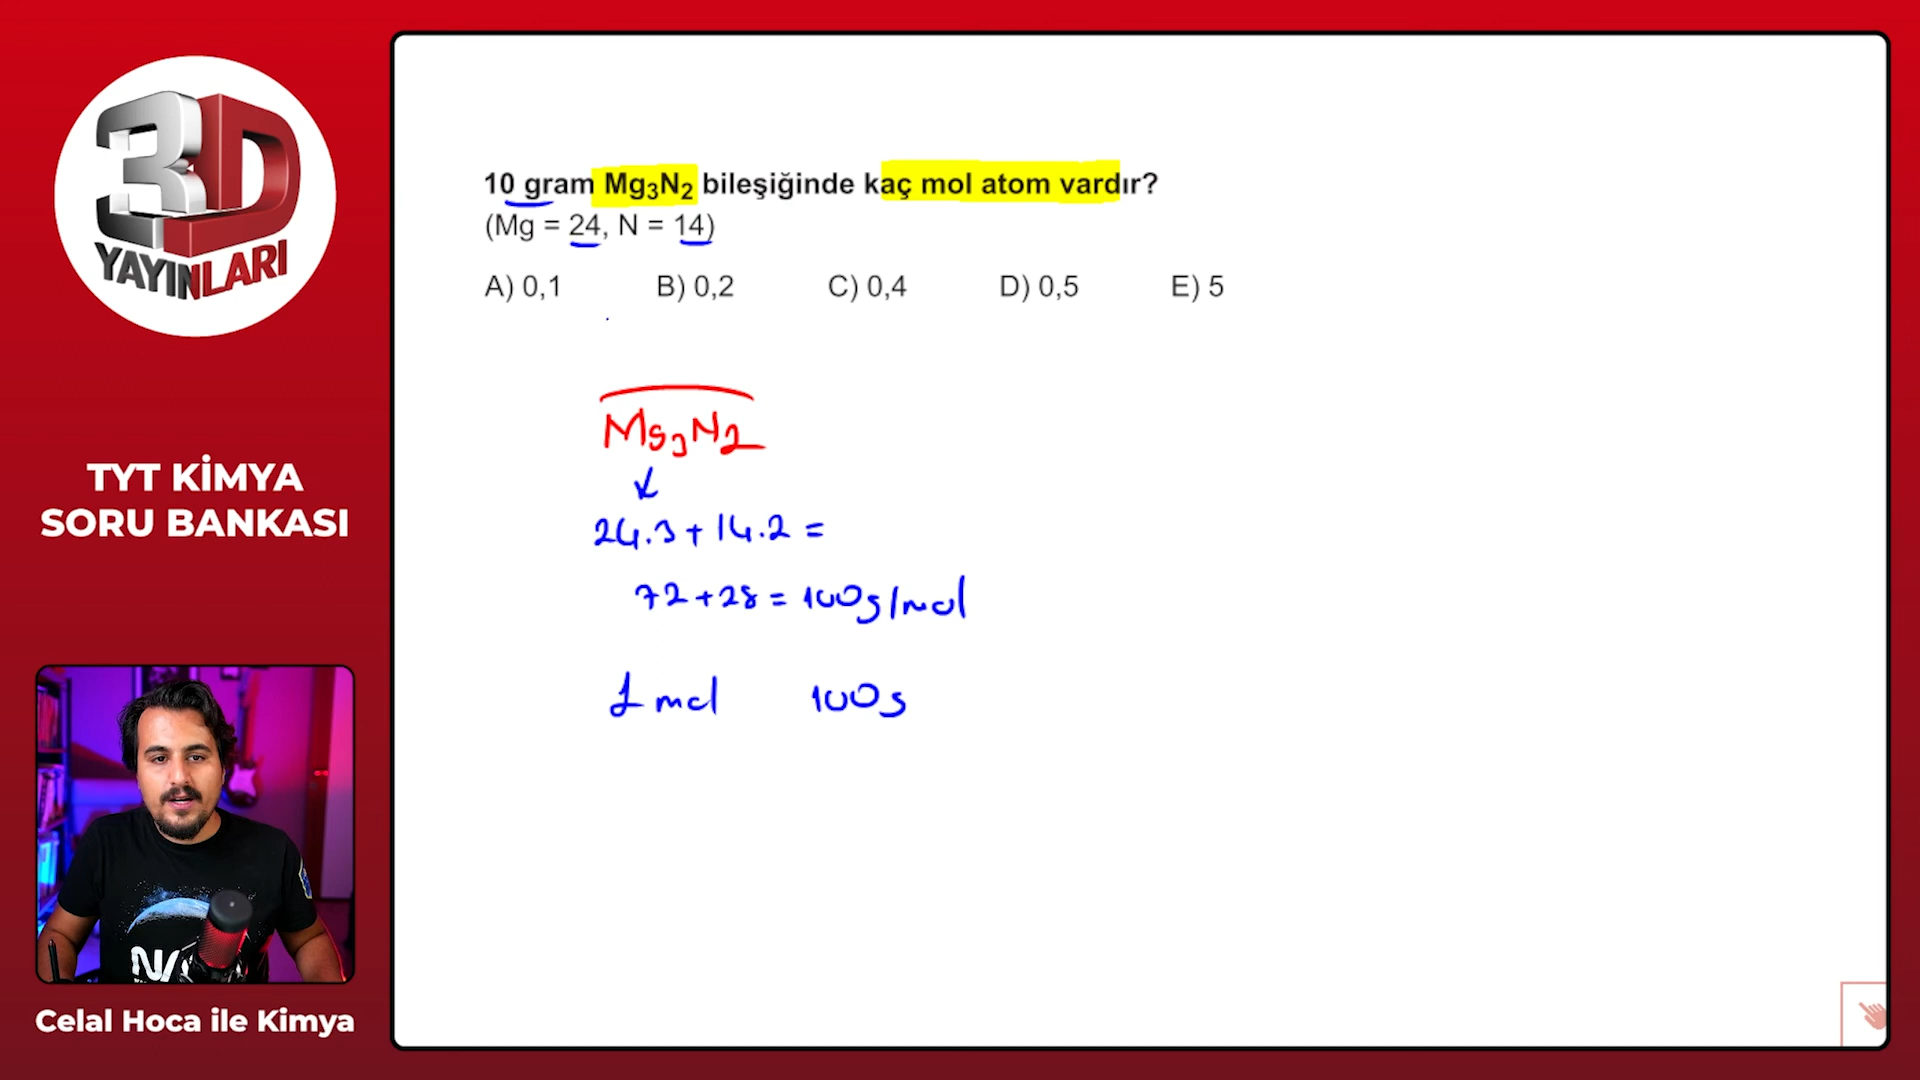 3D
YAYINLARI
TYT KİMYA
SORU BANKASI
Celal Hoca ile Kimya
10 gram Mg₃N₂ bileşiğinde kaç mol atom vardır?
(Mg = 24, N = 14)
A) 0,1 B) 0,2 C) 0,4 D) 0,5 E) 5
Mg₃N₂
24.3+14.2=
72+28=100g/mol
1 mol 100g